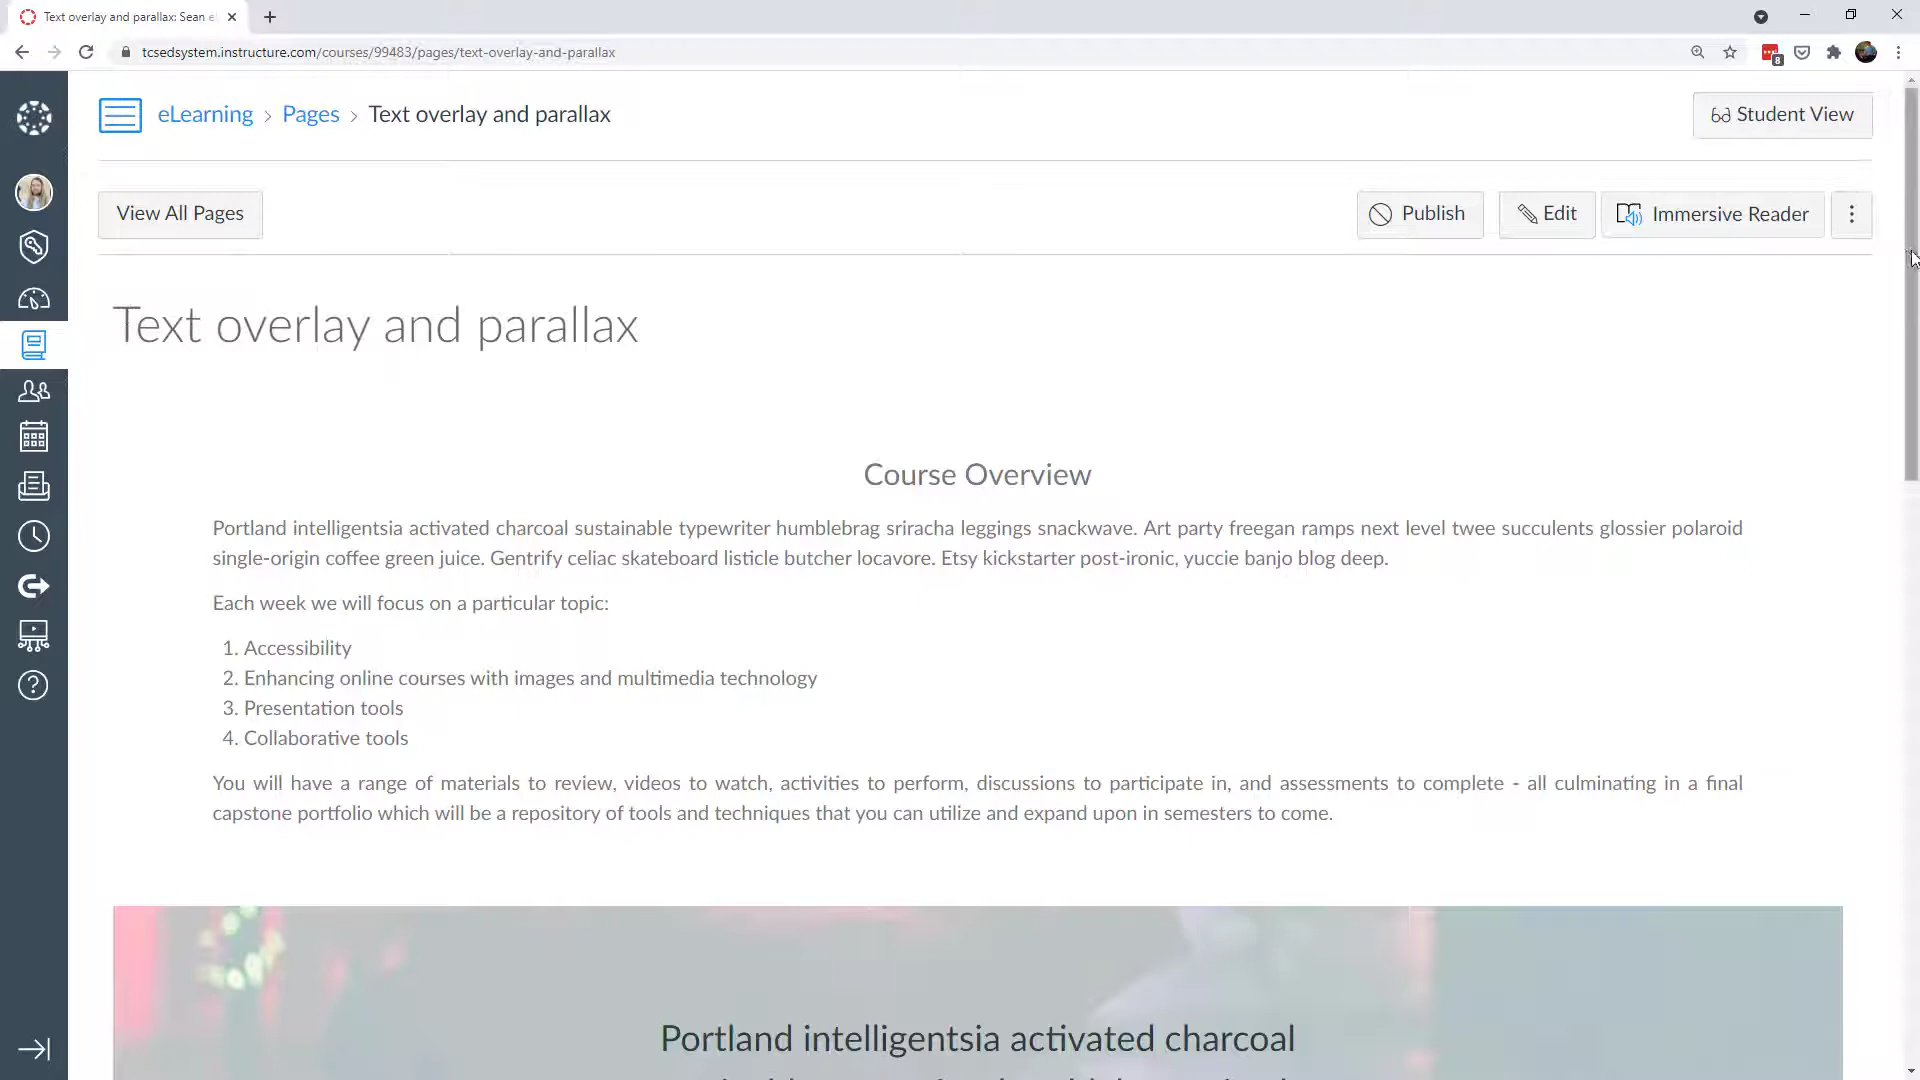 Text overlay and parallax: Sean e
tcsedsystem.instructure.com/courses/99483/pages/text-overlay-and-parallax
8
eLearning > Pages > Text overlay and parallax
Student View
View All Pages
Publish
Edit
Immersive Reader
Text overlay and parallax
Course Overview
Portland intelligentsia activated charcoal sustainable typewriter humblebrag sriracha leggings snackwave. Art party freegan ramps next level twee succulents glossier polaroid
single-origin coffee green juice. Gentrify celiac skateboard listicle butcher locavore. Etsy kickstarter post-ironic, yuccie banjo blog deep.
Each week we will focus on a particular topic:
1. Accessibility
2. Enhancing online courses with images and multimedia technology
3. Presentation tools
4. Collaborative tools
You will have a range of materials to review, videos to watch, activities to perform, discussions to participate in, and assessments to complete - all culminating in a final
capstone portfolio which will be a repository of tools and techniques that you can utilize and expand upon in semesters to come.
Portland intelligentsia activated charcoal